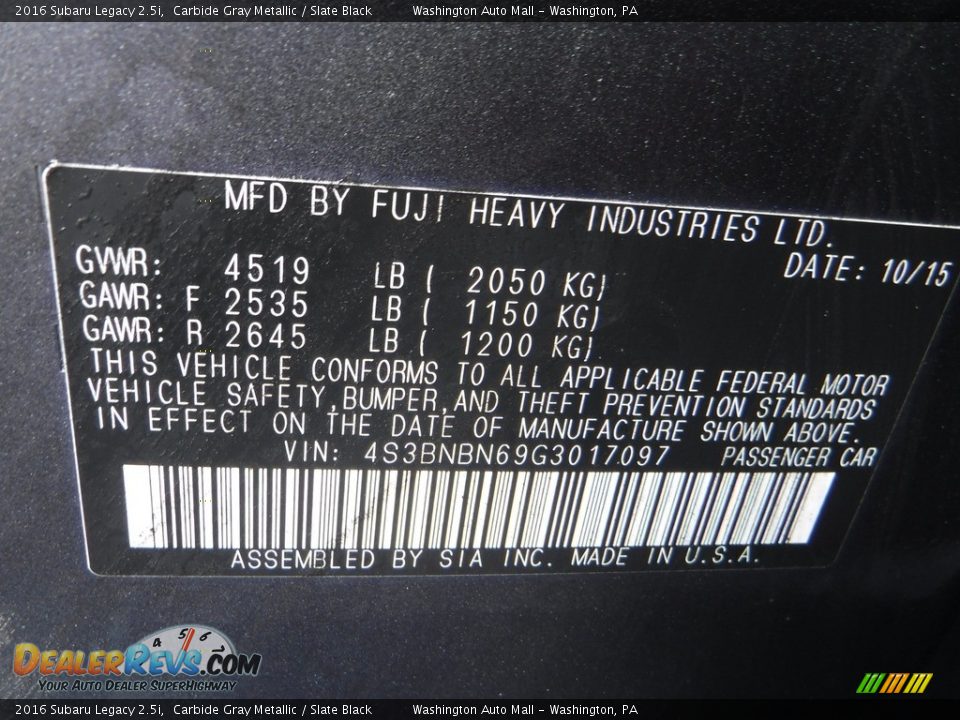 2016 Subaru Legacy 2.5i,  Carbide Gray Metallic / Slate Black          Washington Auto Mall - Washington, PA
MFD BY FUJI HEAVY INDUSTRIES LTD.
DATE: 10/15
GVWR: 4519 LB ( 2050 KG)
GAWR: F 2535 LB ( 1150 KG)
GAWR: R 2645 LB ( 1200 KG)
THIS VEHICLE CONFORMS TO ALL APPLICABLE FEDERAL MOTOR
VEHICLE SAFETY,BUMPER,AND THEFT PREVENTION STANDARDS
IN EFFECT ON THE DATE OF MANUFACTURE SHOWN ABOVE.
VIN: 4S3BNBN69G3017097 PASSENGER CAR
ASSEMBLED BY SIA INC. MADE IN U.S.A.
4 5 6 7
DEALERREVS.COM
YOUR AUTO DEALER SUPERHIGHWAY
2016 Subaru Legacy 2.5i,  Carbide Gray Metallic / Slate Black          Washington Auto Mall - Washington, PA